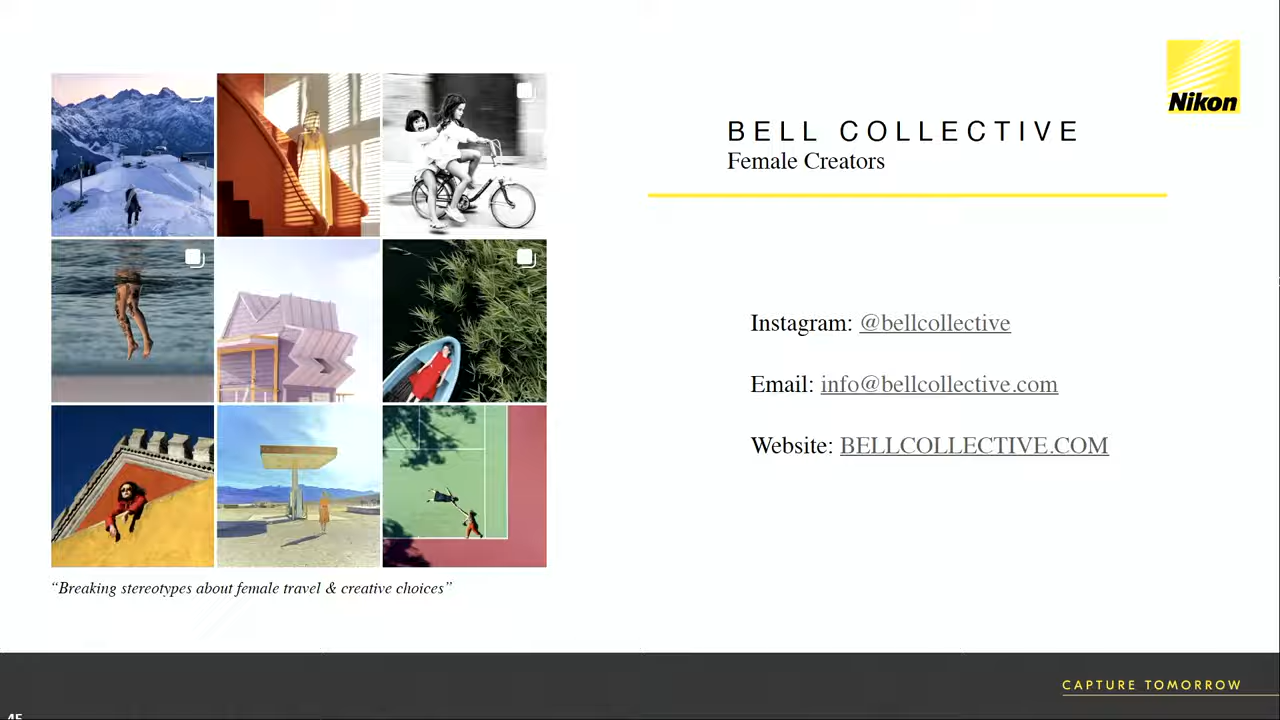 Nikon
BELL COLLECTIVE
Female Creators
Instagram: @bellcollective
Email: info@bellcollective.com
Website: BELLCOLLECTIVE.COM
“Breaking stereotypes about female travel & creative choices”
CAPTURE TOMORROW